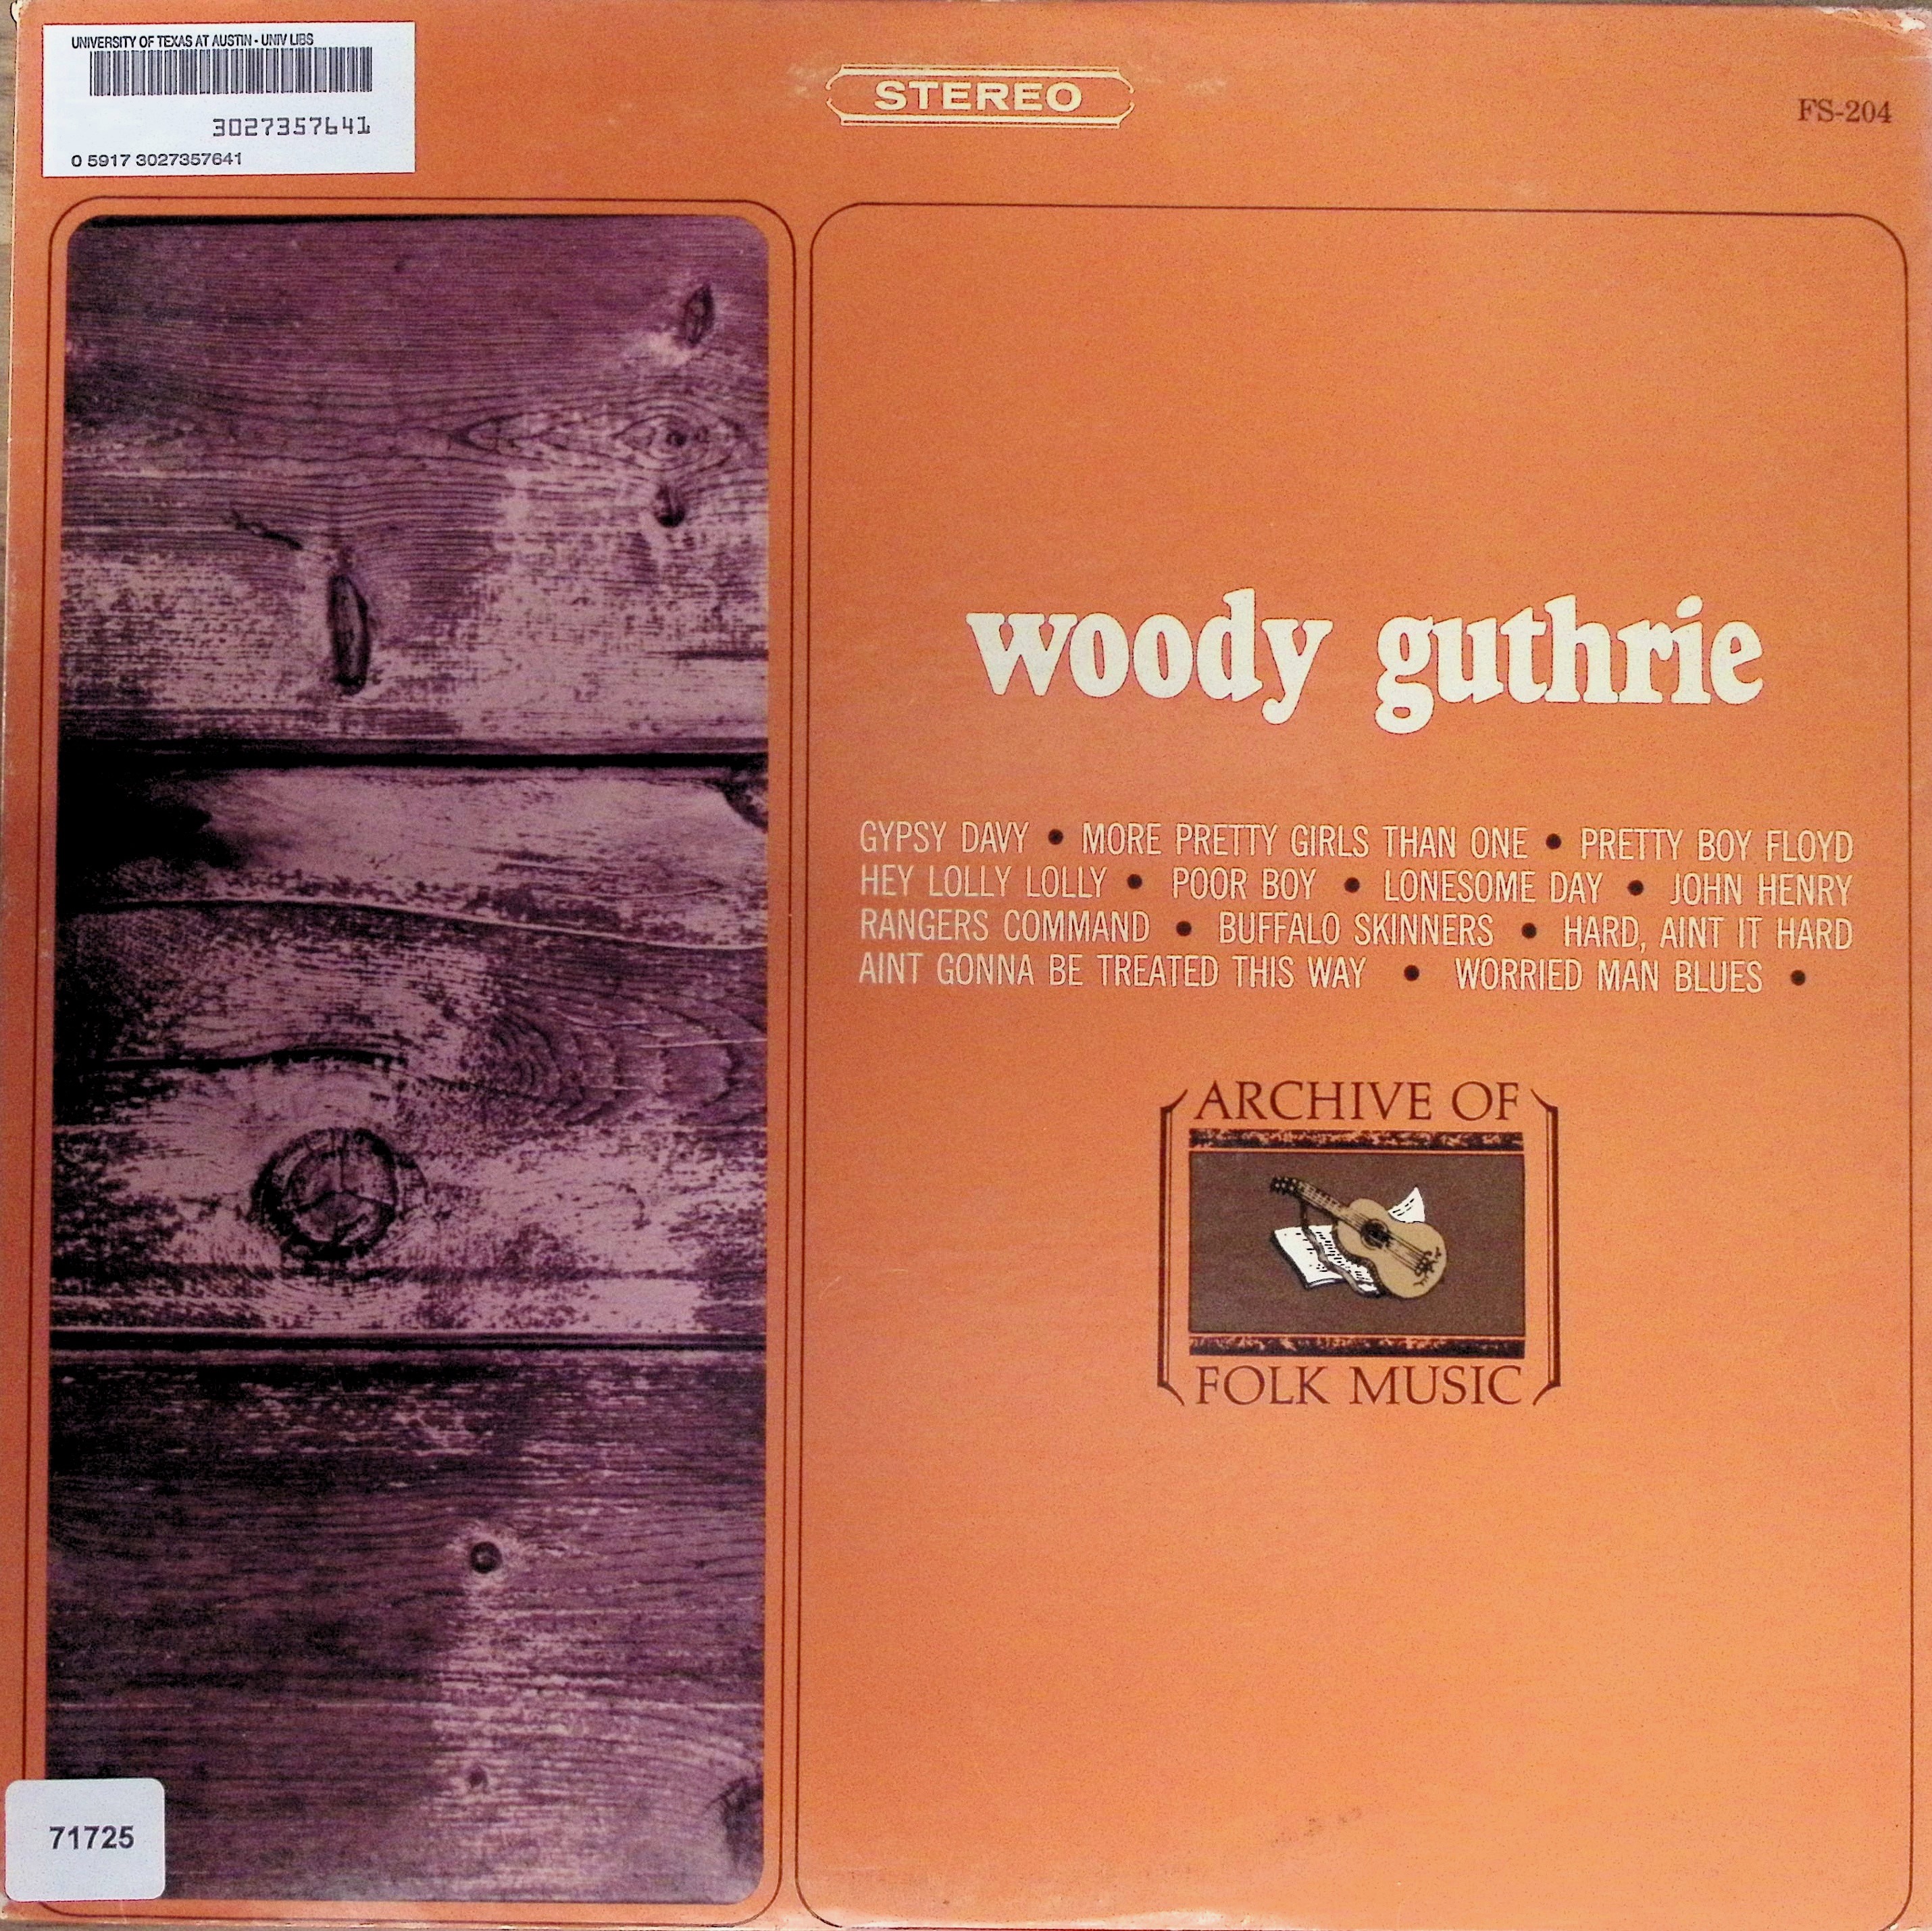 UNIVERSITY OF TEXAS AT AUSTIN - UNIV LIBS
3027357641
0 5917 3027357641
STEREO
FS-204
woody guthrie
GYPSY DAVY • MORE PRETTY GIRLS THAN ONE • PRETTY BOY FLOYD
HEY LOLLY LOLLY • POOR BOY • LONESOME DAY • JOHN HENRY
RANGERS COMMAND • BUFFALO SKINNERS • HARD, AINT IT HARD
AINT GONNA BE TREATED THIS WAY • WORRIED MAN BLUES •
ARCHIVE OF
FOLK MUSIC
71725